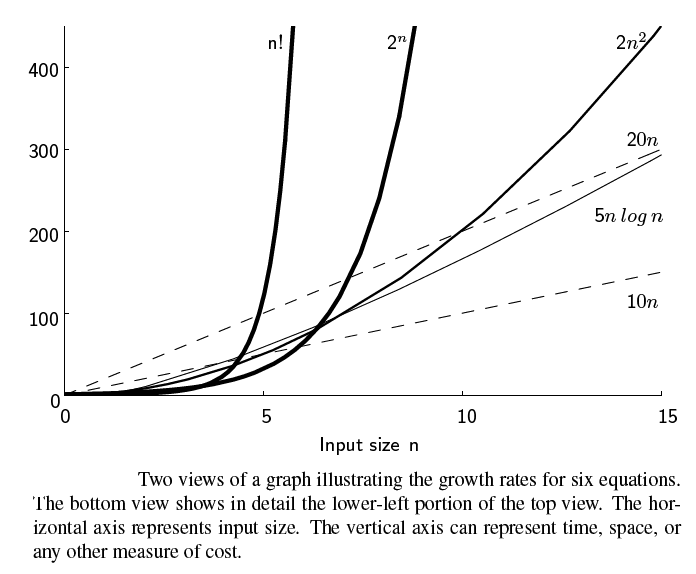 n! 2ⁿ 2n²
400
300
20n
5n log n
200
10n
100
0
0 5 10 15
Input size n
Two views of a graph illustrating the growth rates for six equations.
The bottom view shows in detail the lower-left portion of the top view. The hor-
izontal axis represents input size. The vertical axis can represent time, space, or
any other measure of cost.